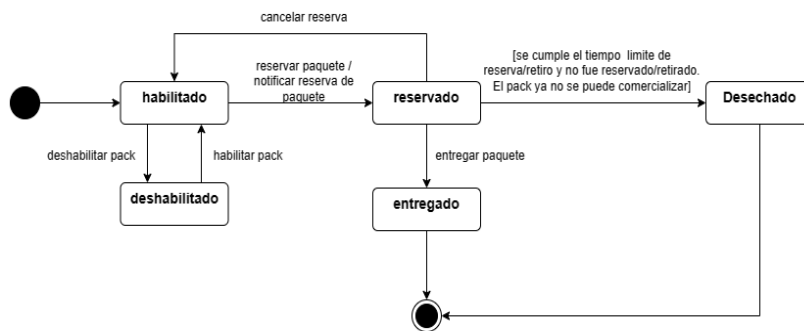 cancelar reserva
reservar paquete /
notificar reserva de
paquete
[se cumple el tiempo limite de
reserva/retiro y no fue reservado/retirado.
El pack ya no se puede comercializar]
habilitado
reservado
Desechado
deshabilitar pack
habilitar pack
entregar paquete
deshabilitado
entregado